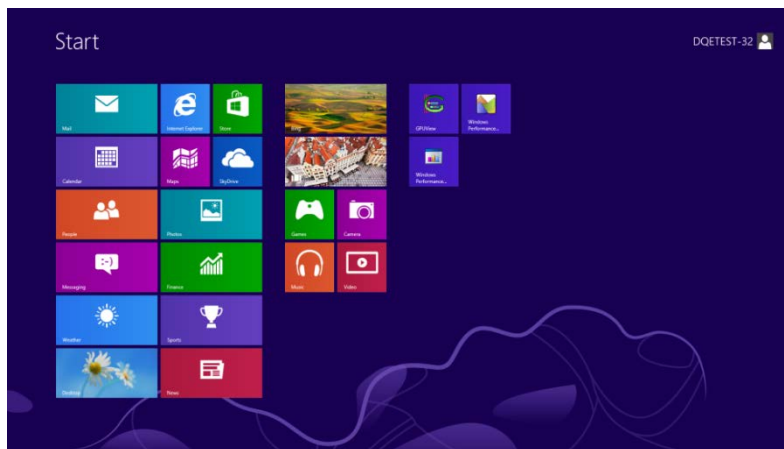 Start
DQETEST-32
Mail
Internet Explorer
Store
Bing
GPUView
Windows
Performance...
Calendar
Maps
SkyDrive
Windows
Performance...
People
Photos
Games
Camera
Messaging
Finance
Music
Video
Weather
Sports
Desktop
News